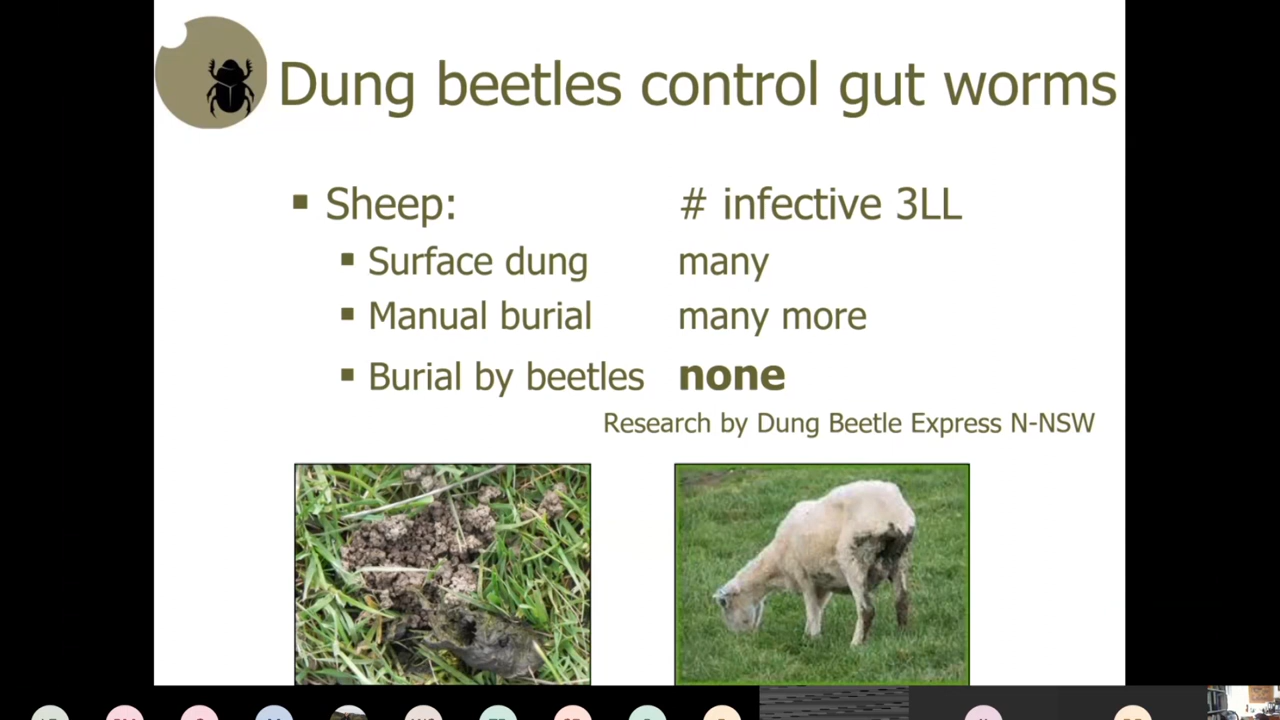 Dung beetles control gut worms
Sheep: # infective 3LL
Surface dung many
Manual burial many more
Burial by beetles none
Research by Dung Beetle Express N-NSW